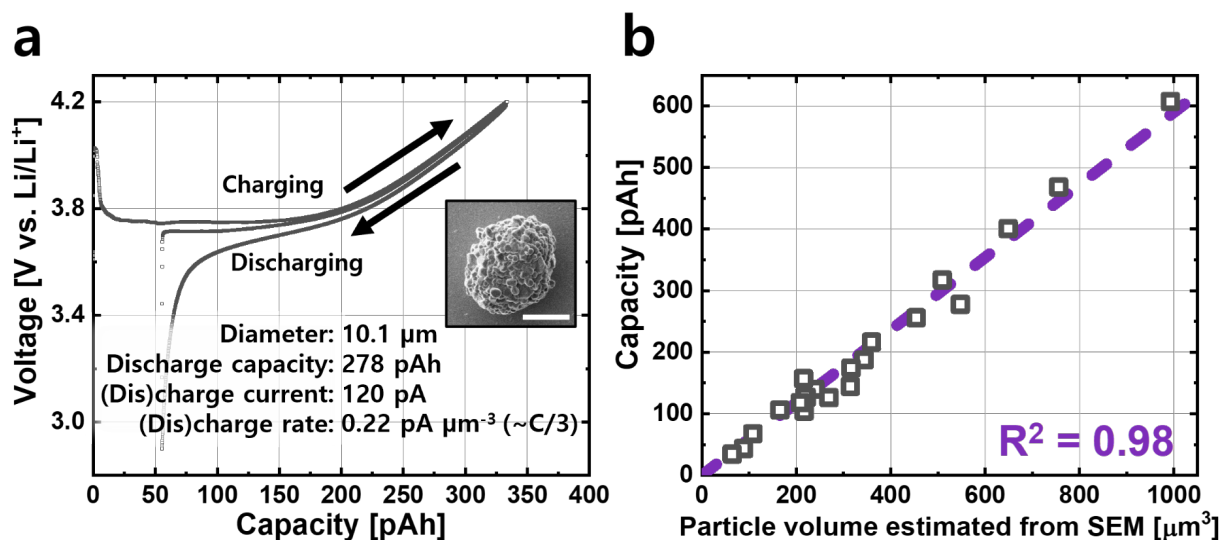 a
Voltage [V vs. Li/Li⁺]
4.2
3.8
3.4
3.0
Charging
Discharging
Diameter: 10.1 µm
Discharge capacity: 278 pAh
(Dis)charge current: 120 pA
(Dis)charge rate: 0.22 pA µm⁻³ (~C/3)
0 50 100 150 200 250 300 350 400
Capacity [pAh]
b
Capacity [pAh]
600
500
400
300
200
100
0
R² = 0.98
0 200 400 600 800 1000
Particle volume estimated from SEM [µm³]